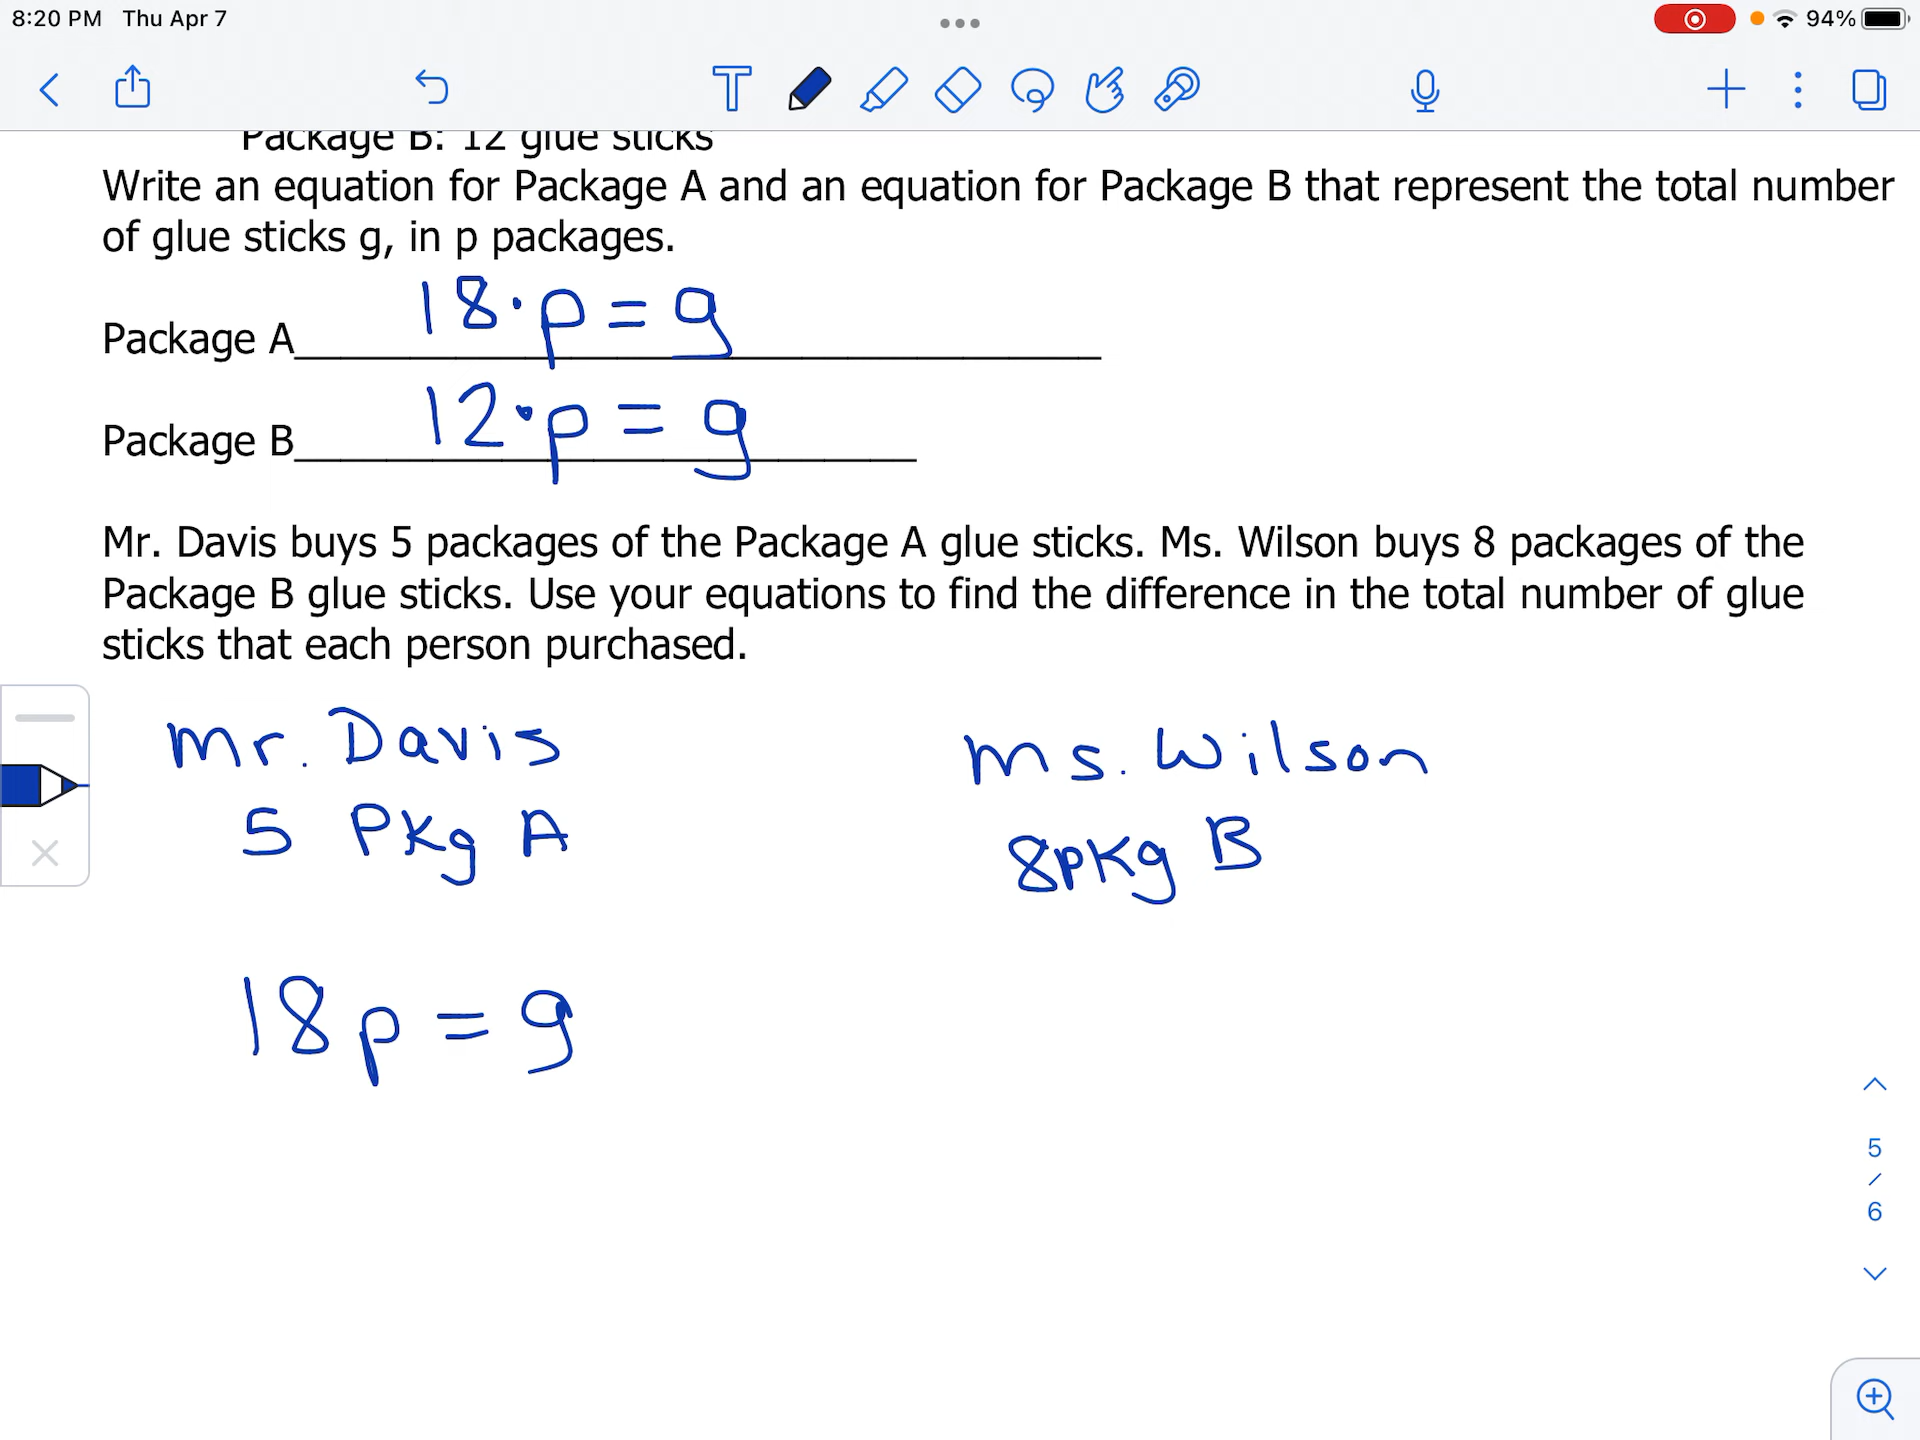 8:20 PM Thu Apr 7
94%
Package B: 12 glue sticks
Write an equation for Package A and an equation for Package B that represent the total number
of glue sticks g, in p packages.
Package A 18·p = g
Package B 12·p = g
Mr. Davis buys 5 packages of the Package A glue sticks. Ms. Wilson buys 8 packages of the
Package B glue sticks. Use your equations to find the difference in the total number of glue
sticks that each person purchased.
Mr. Davis
5 PKg A
Ms. Wilson
8pKg B
18p = g
5
/
6